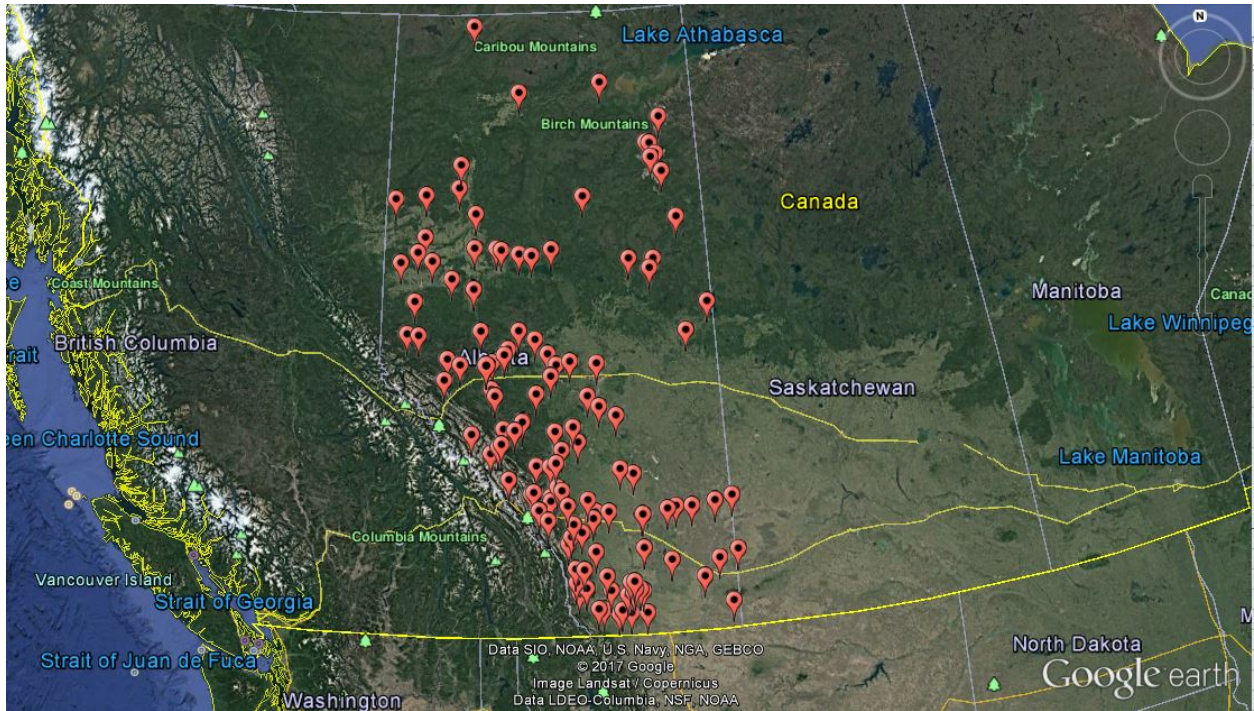 N
Caribou Mountains
Lake Athabasca
Birch Mountains
Canada
Coast Mountains
British Columbia
Alberta
Manitoba
Lake Winnipeg
Saskatchewan
een Charlotte Sound
Lake Manitoba
Columbia Mountains
Vancouver Island
Strait of Georgia
Strait of Juan de Fuca
Washington
North Dakota
Data SIO, NOAA, U.S. Navy, NGA, GEBCO
© 2017 Google
Image Landsat / Copernicus
Data LDEO-Columbia, NSF, NOAA
Google earth